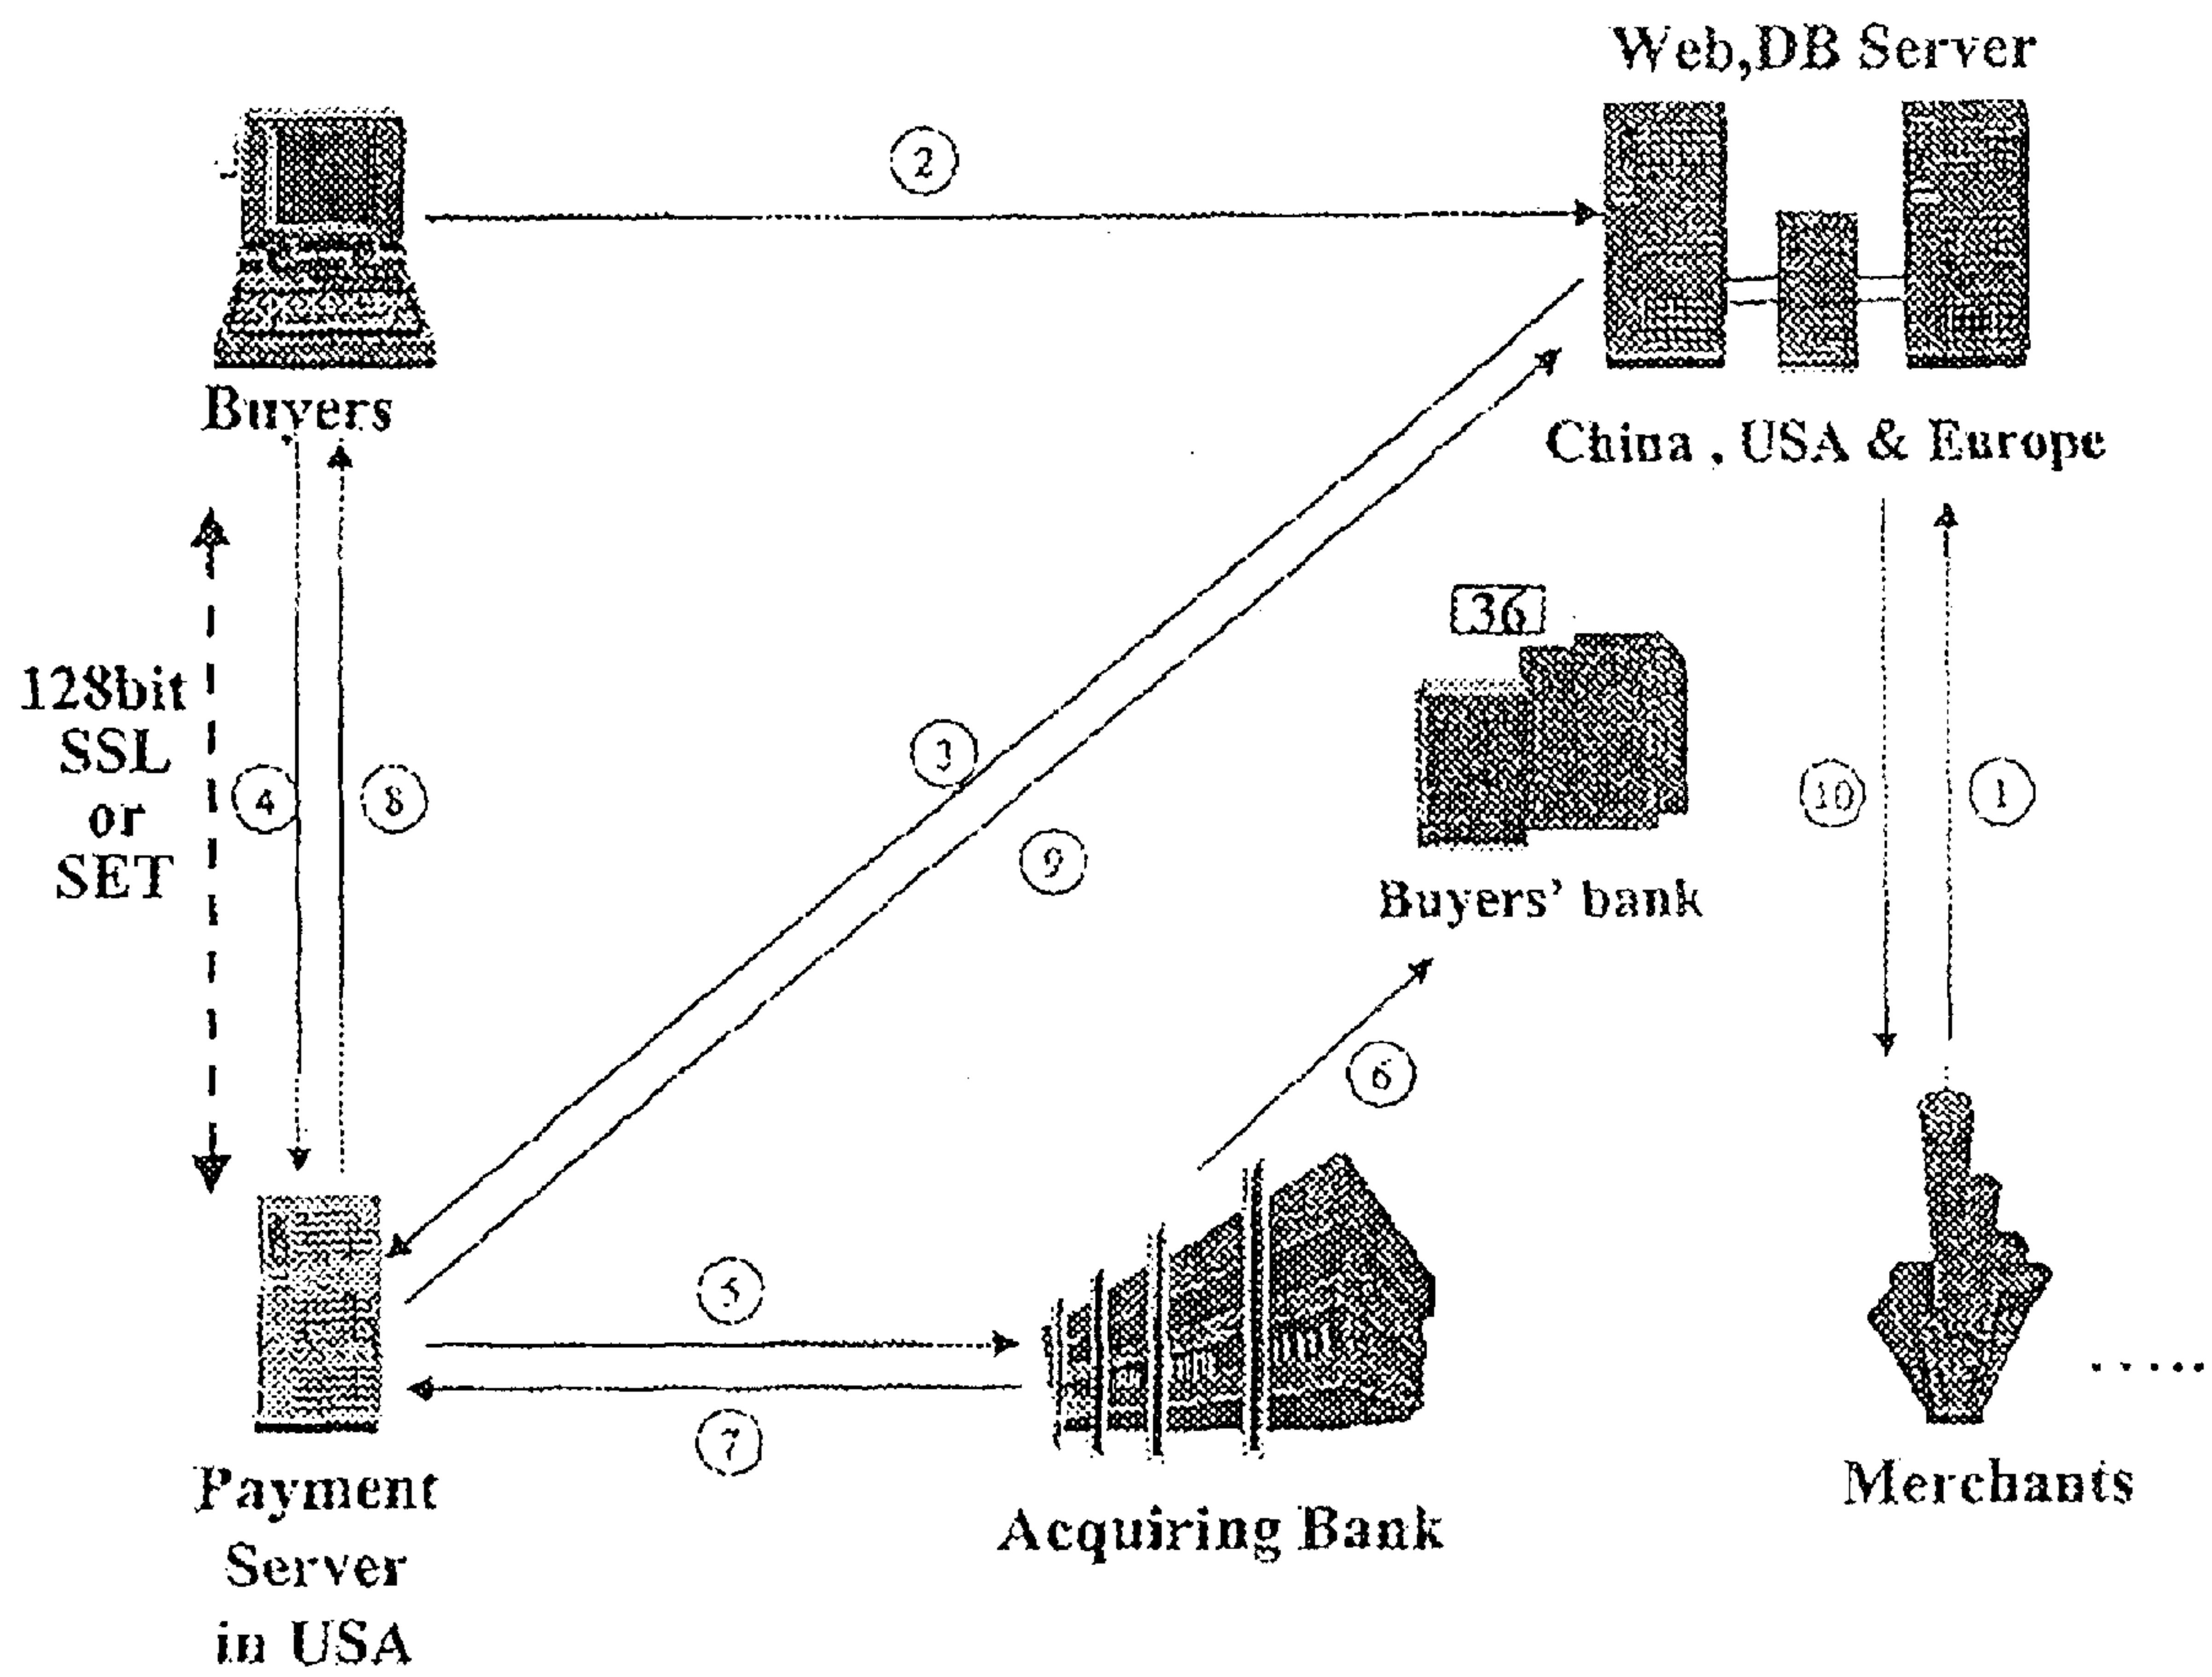 Web,DB Server
2
Buyers
China , USA & Europe
36
128bit
SSL
or
SET
3
4
8
10
1
9
Buyers' bank
6
5
7
Merchants
.....
Payment
Server
in USA
Acquiring Bank